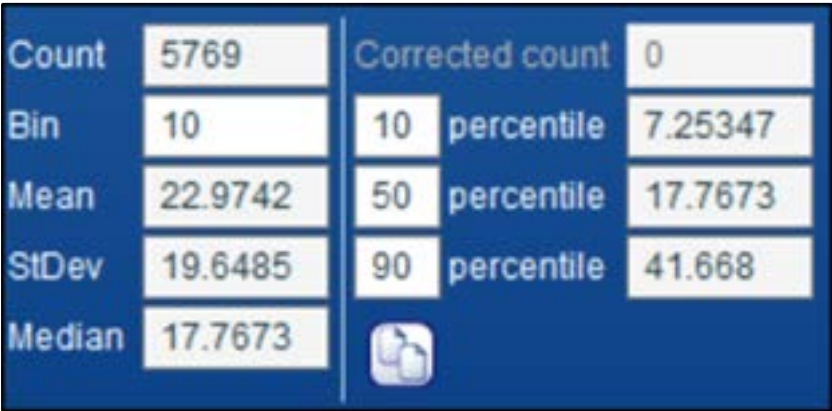 Count 5769 Corrected count 0
Bin 10 10 percentile 7.25347
Mean 22.9742 50 percentile 17.7673
StDev 19.6485 90 percentile 41.668
Median 17.7673